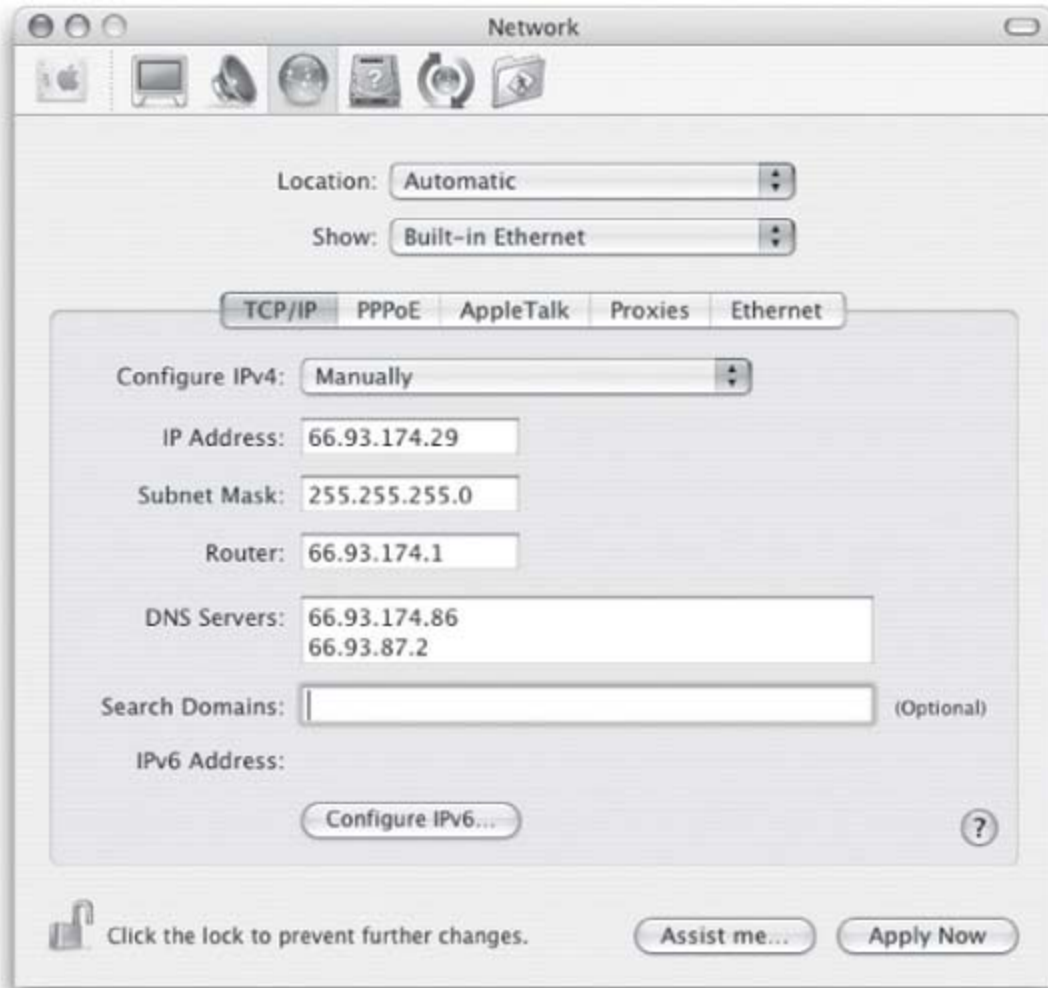 Network
Location: Automatic
Show: Built-in Ethernet
TCP/IP PPPoE AppleTalk Proxies Ethernet
Configure IPv4: Manually
IP Address: 66.93.174.29
Subnet Mask: 255.255.255.0
Router: 66.93.174.1
DNS Servers: 66.93.174.86
66.93.87.2
Search Domains: (Optional)
IPv6 Address:
Configure IPv6...
?
Click the lock to prevent further changes. Assist me... Apply Now